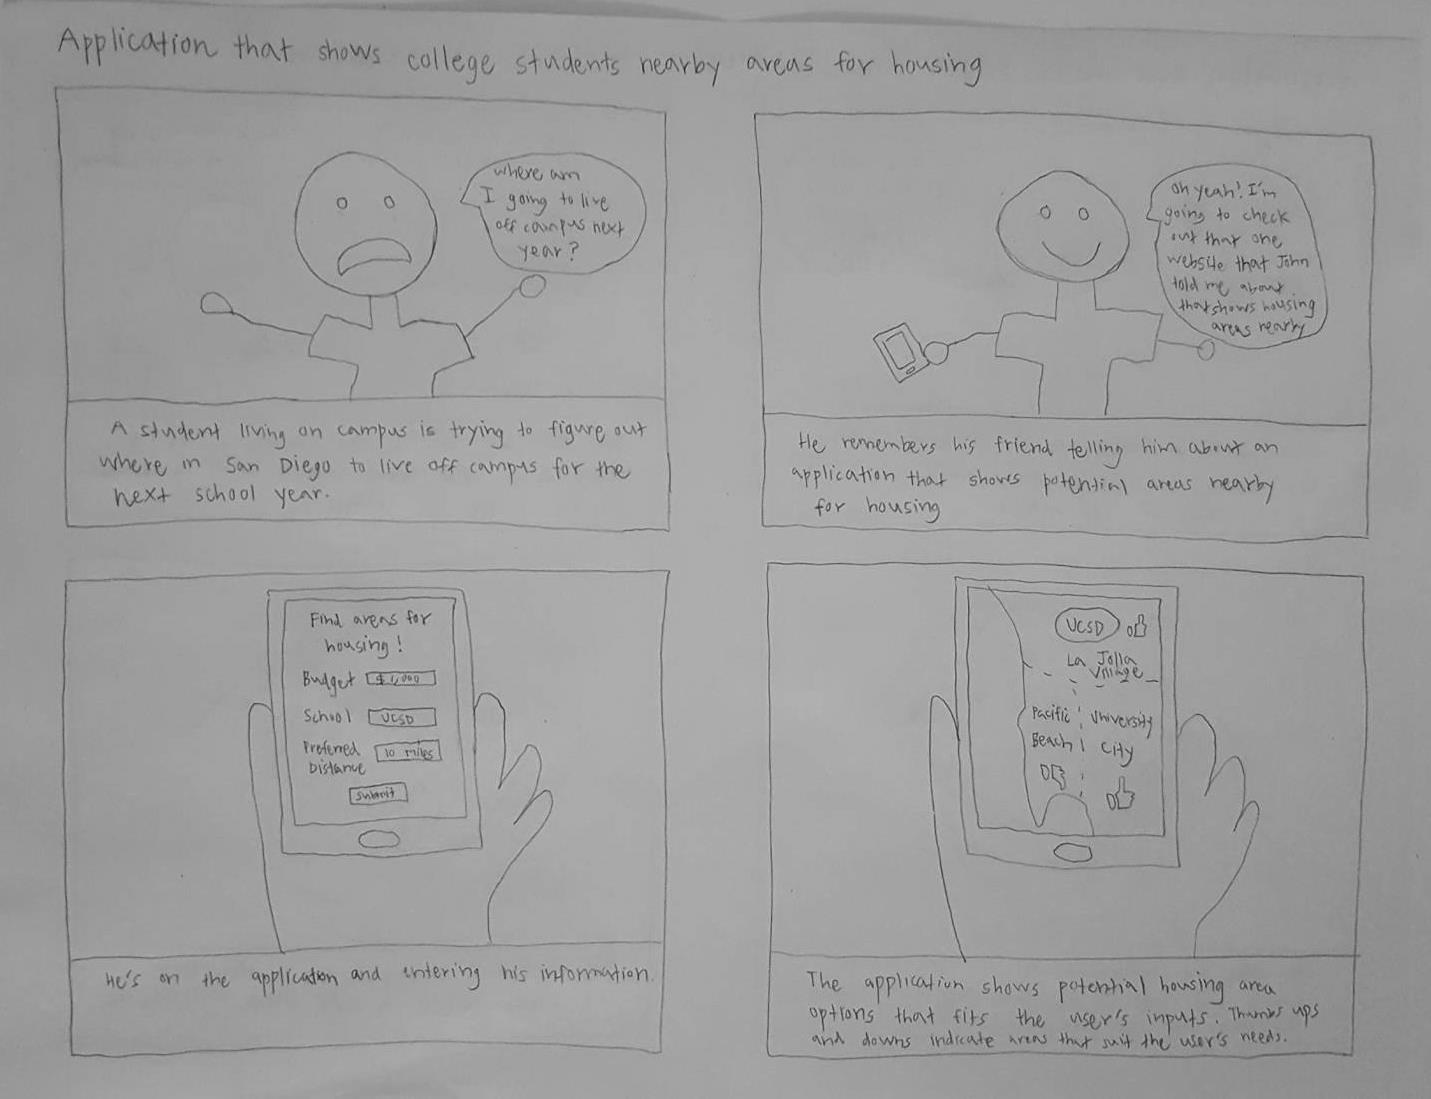 Application that shows college students nearby areas for housing
where am
I going to live
off campus next
year?
A student living on campus is trying to figure out
where in San Diego to live off campus for the
next school year.
Oh yeah! I'm
going to check
out that one
website that John
told me about
that shows housing
areas nearby
He remembers his friend telling him about an
application that shows potential areas nearby
for housing
Find areas for
housing!
Budget $1,000
School UCSD
Preferred
Distance 10 miles
Submit
He's on the application and entering his information.
UCSD
La Jolla
Village
Pacific University
Beach City
The application shows potential housing area
options that fits the user's inputs. Thumbs ups
and downs indicate areas that suit the user's needs.